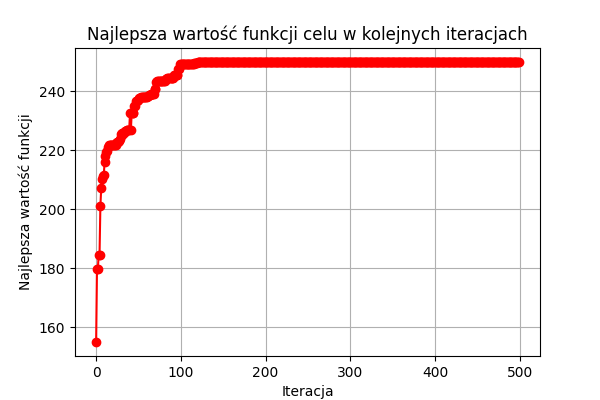 Najlepsza wartość funkcji celu w kolejnych iteracjach
Najlepsza wartość funkcji
240
220
200
180
160
0 100 200 300 400 500
Iteracja